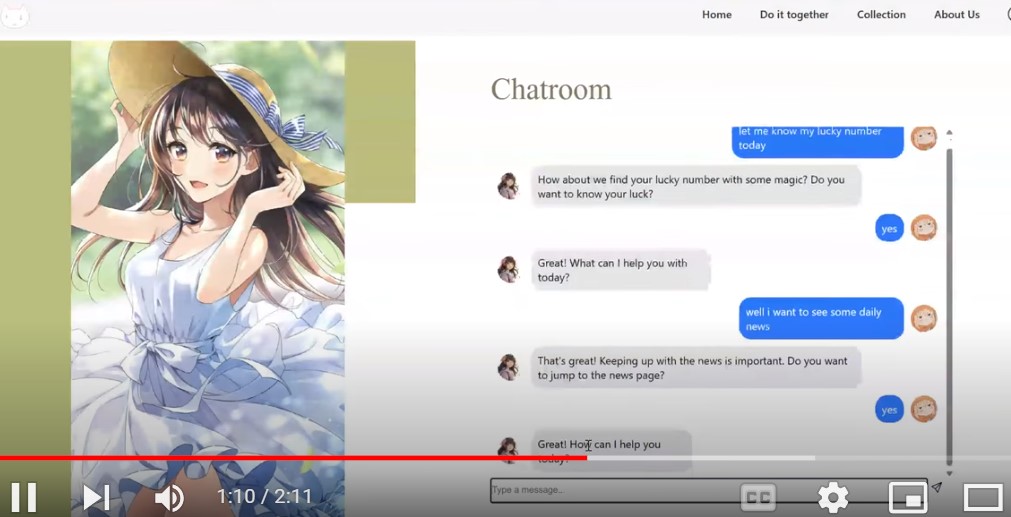 Home Do it together Collection About Us
Chatroom
let me know my lucky number
today
How about we find your lucky number with some magic? Do you
want to know your luck?
yes
Great! What can I help you with
today?
well i want to see some daily
news
That's great! Keeping up with the news is important. Do you want
to jump to the news page?
yes
Great! How can I help you
today?
Type a message...
1:10 / 2:11
CC